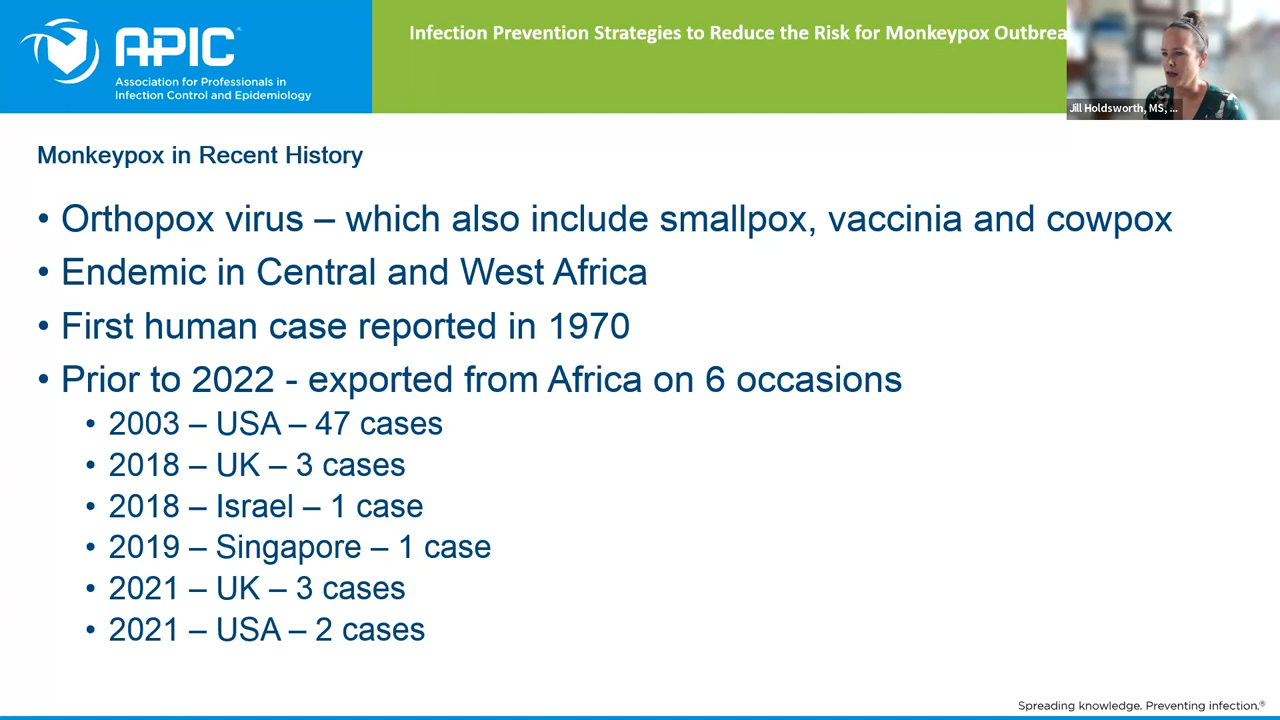 APIC®
Association for Professionals in
Infection Control and Epidemiology
Infection Prevention Strategies to Reduce the Risk for Monkeypox Outbrea
Jill Holdsworth, MS, ...
Monkeypox in Recent History
• Orthopox virus – which also include smallpox, vaccinia and cowpox
• Endemic in Central and West Africa
• First human case reported in 1970
• Prior to 2022 - exported from Africa on 6 occasions
• 2003 – USA – 47 cases
• 2018 – UK – 3 cases
• 2018 – Israel – 1 case
• 2019 – Singapore – 1 case
• 2021 – UK – 3 cases
• 2021 – USA – 2 cases
Spreading knowledge. Preventing infection.®